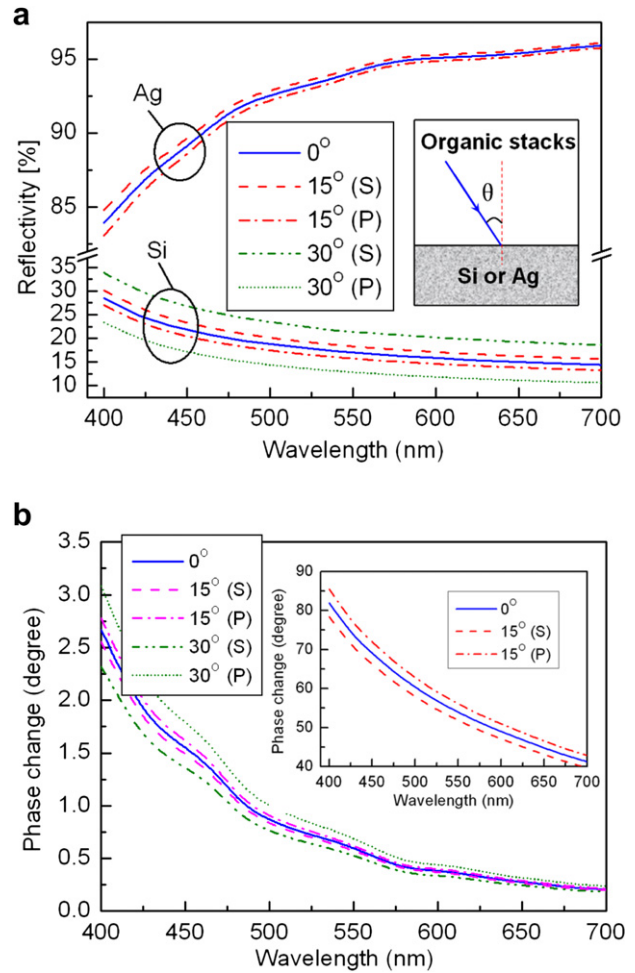 a
95
90
85
35
30
25
20
15
10
Reflectivity [%]
Ag
Si
0°
15° (S)
15° (P)
30° (S)
30° (P)
Organic stacks
θ
Si or Ag
400 450 500 550 600 650 700
Wavelength (nm)
b
3.5
3.0
2.5
2.0
1.5
1.0
0.5
0.0
Phase change (degree)
0°
15° (S)
15° (P)
30° (S)
30° (P)
90
80
70
60
50
40
Phase change (degree)
0°
15° (S)
15° (P)
400 450 500 550 600 650 700
Wavelength (nm)
400 450 500 550 600 650 700
Wavelength (nm)